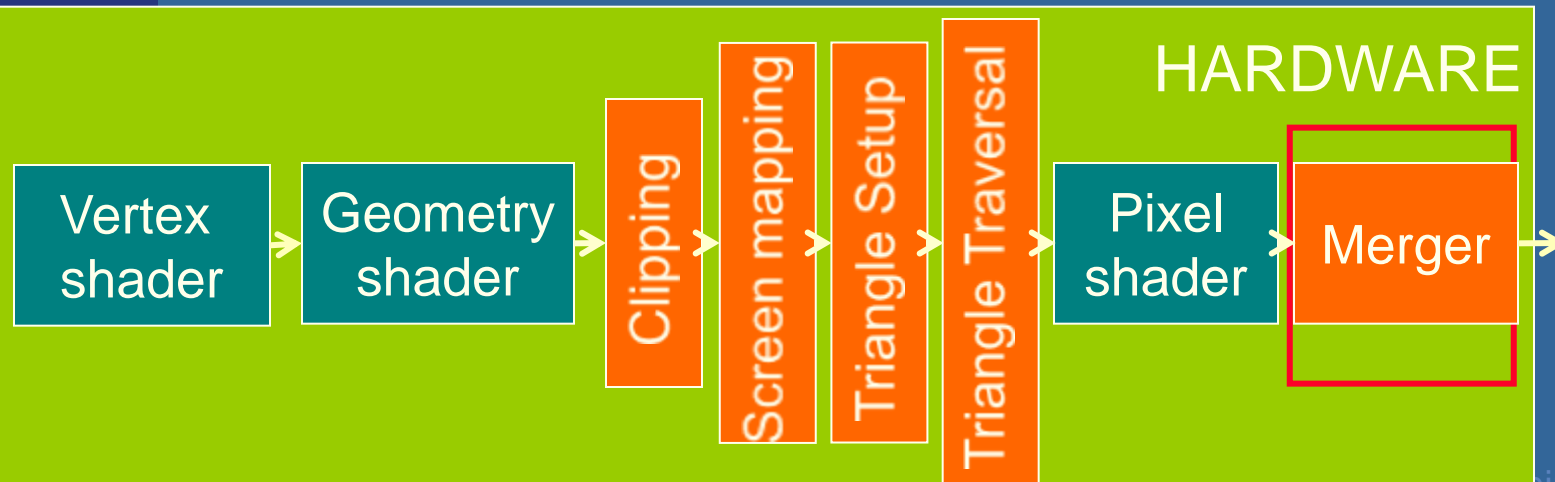 HARDWARE
Vertex
shader
Geometry
shader
Clipping
Screen mapping
Triangle Setup
Triangle Traversal
Pixel
shader
Merger